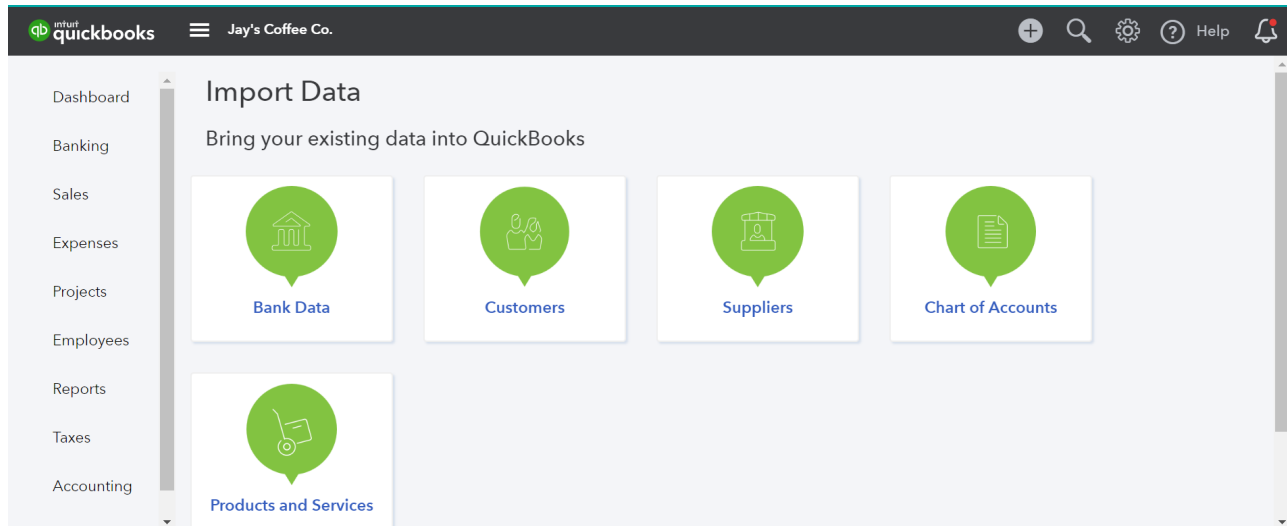 qb intuit quickbooks Jay's Coffee Co. Help
Dashboard
Banking
Sales
Expenses
Projects
Employees
Reports
Taxes
Accounting
Import Data
Bring your existing data into QuickBooks
Bank Data
Customers
Suppliers
Chart of Accounts
Products and Services